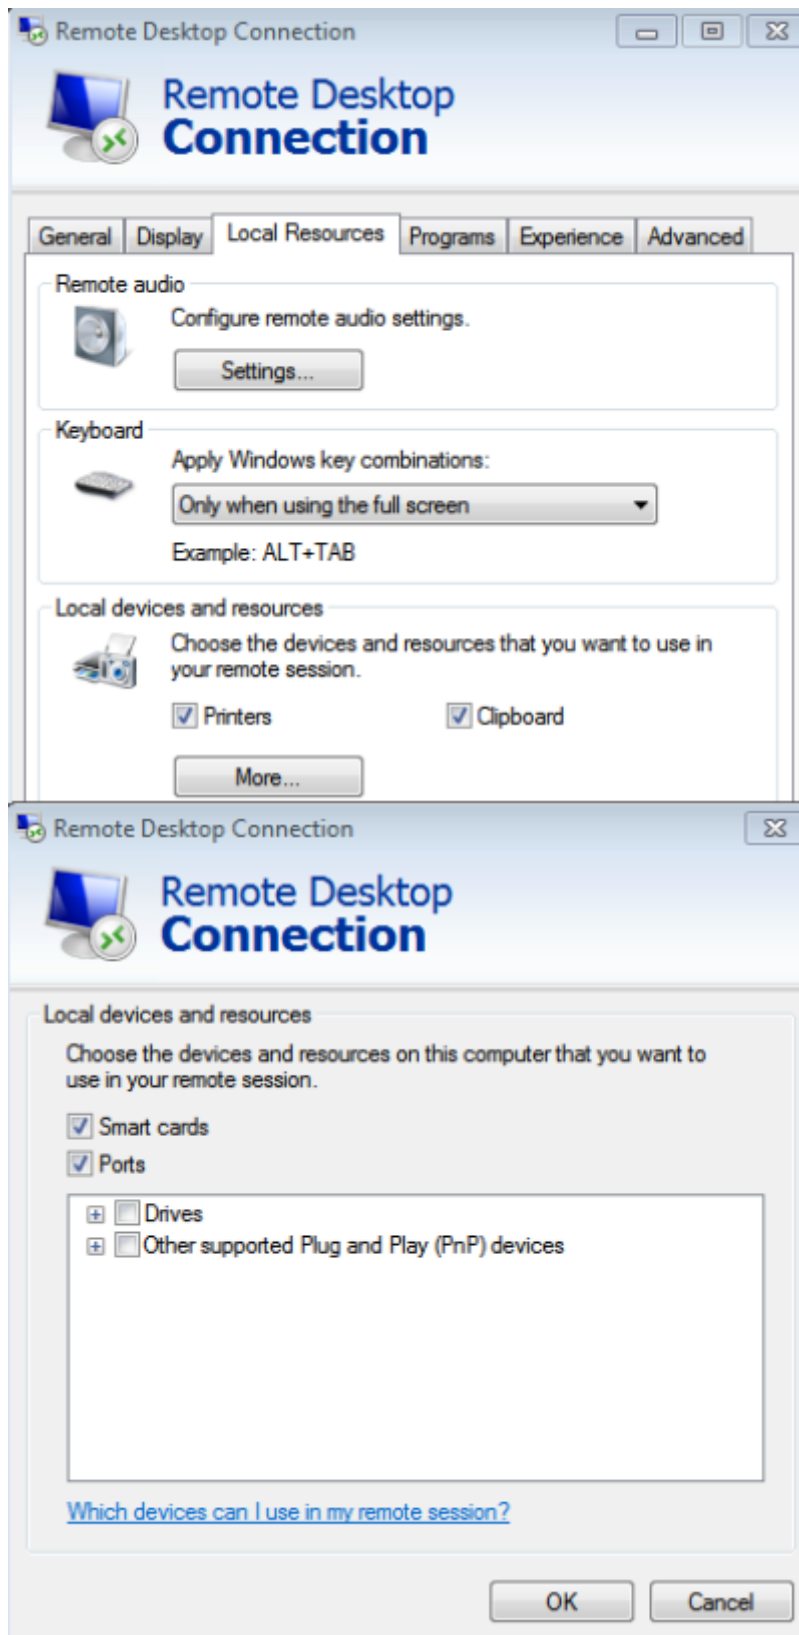 Remote Desktop Connection
Remote Desktop
Connection
General Display Local Resources Programs Experience Advanced
Remote audio
Configure remote audio settings.
Settings...
Keyboard
Apply Windows key combinations:
Only when using the full screen
Example: ALT+TAB
Local devices and resources
Choose the devices and resources that you want to use in
your remote session.
Printers Clipboard
More...
Remote Desktop Connection
Remote Desktop
Connection
Local devices and resources
Choose the devices and resources on this computer that you want to
use in your remote session.
Smart cards
Ports
Drives
Other supported Plug and Play (PnP) devices
Which devices can I use in my remote session?
OK Cancel